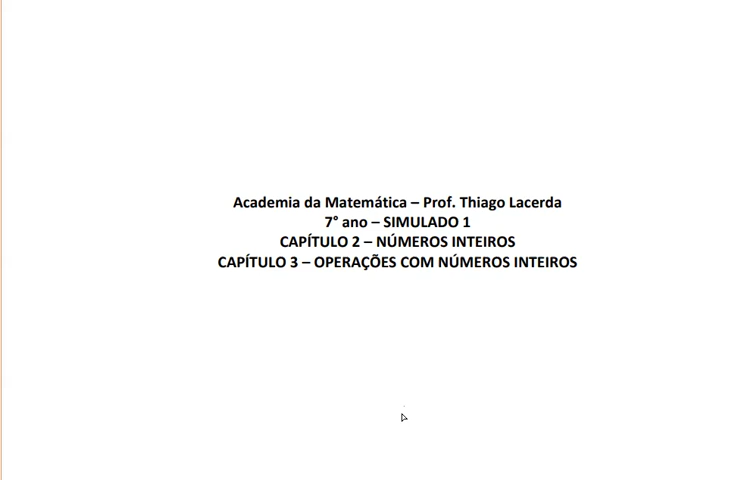 Academia da Matemática – Prof. Thiago Lacerda
7° ano – SIMULADO 1
CAPÍTULO 2 – NÚMEROS INTEIROS
CAPÍTULO 3 – OPERAÇÕES COM NÚMEROS INTEIROS